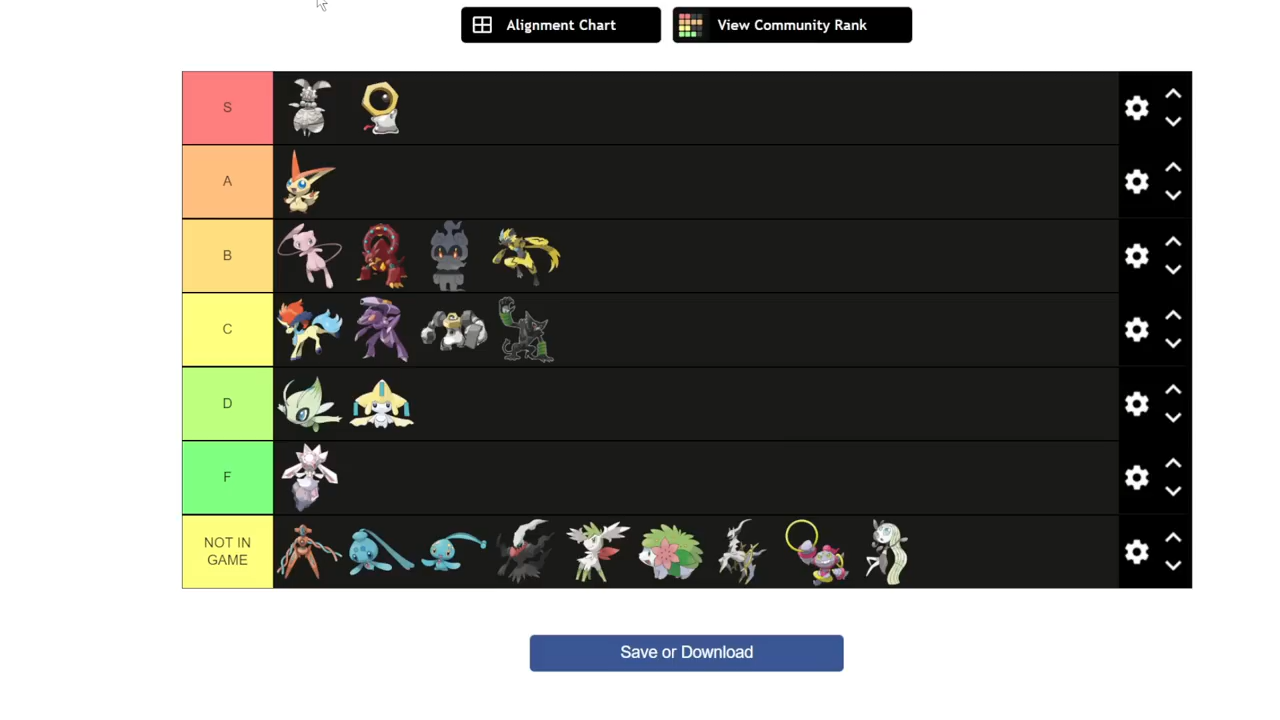 Alignment Chart
View Community Rank
S
A
B
C
D
F
NOT IN
GAME
Save or Download